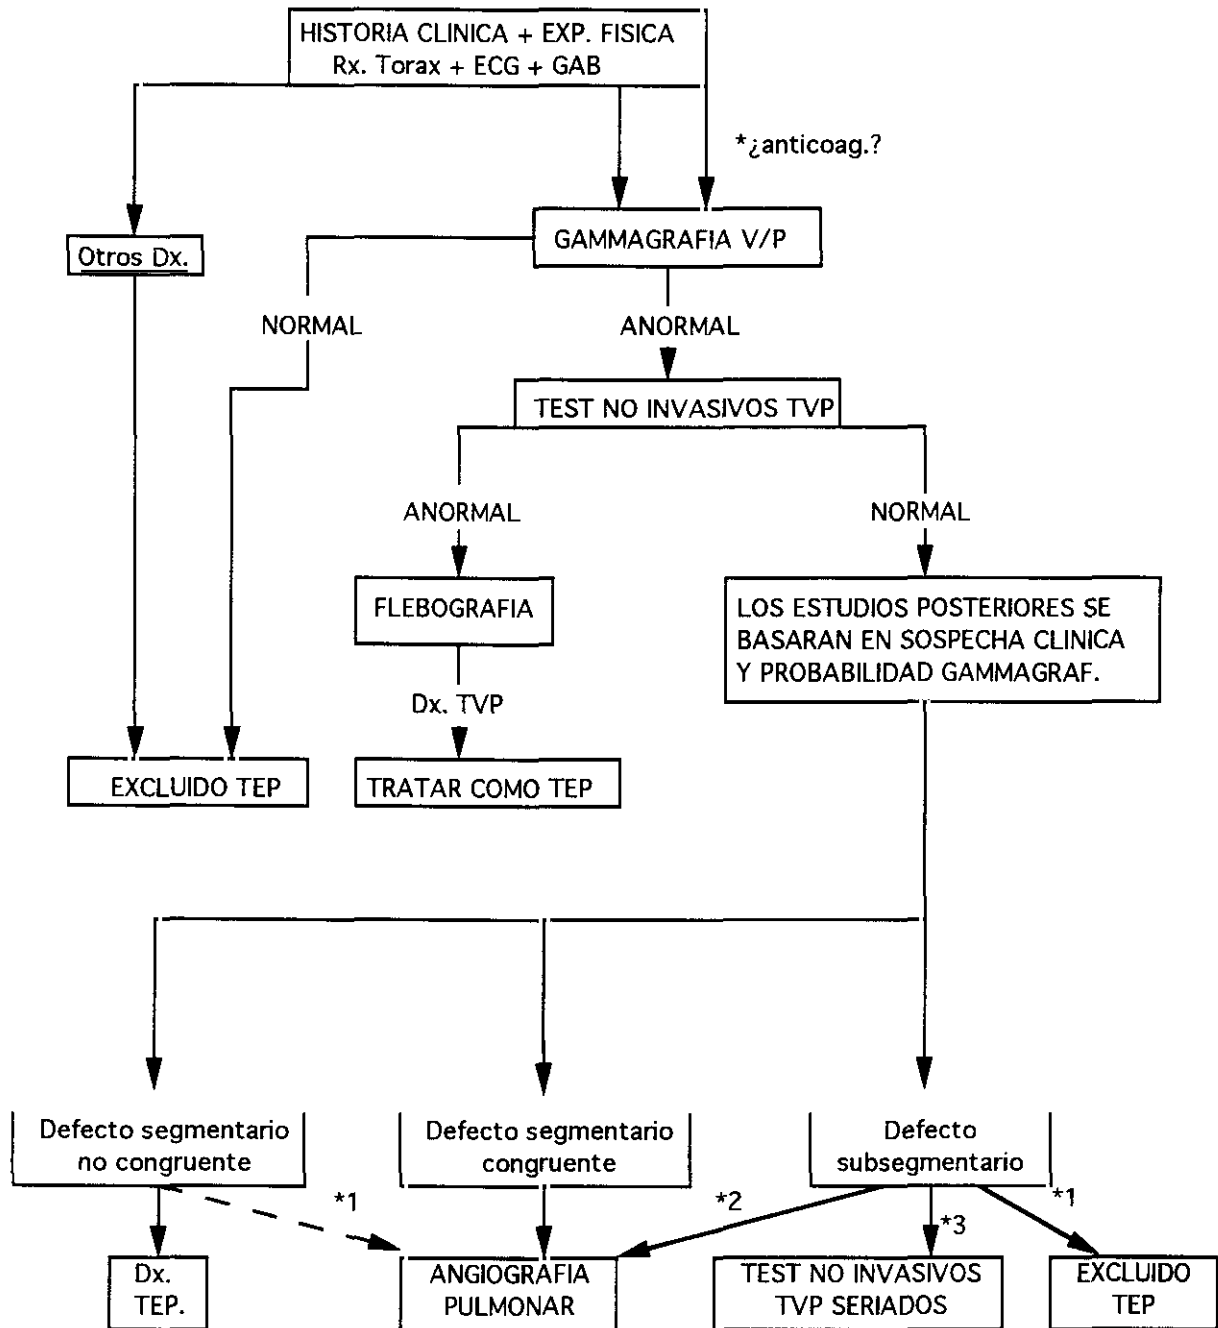 HISTORIA CLINICA + EXP. FISICA
Rx. Torax + ECG + GAB
*¿anticoag.?
Otros Dx.
GAMMAGRAFIA V/P
NORMAL
ANORMAL
TEST NO INVASIVOS TVP
ANORMAL
NORMAL
FLEBOGRAFIA
LOS ESTUDIOS POSTERIORES SE
BASARAN EN SOSPECHA CLINICA
Y PROBABILIDAD GAMMAGRAF.
Dx. TVP
EXCLUIDO TEP
TRATAR COMO TEP
Defecto segmentario
no congruente
Defecto segmentario
congruente
Defecto
subsegmentario
*1
*2
*3
*1
Dx.
TEP.
ANGIOGRAFIA
PULMONAR
TEST NO INVASIVOS
TVP SERIADOS
EXCLUIDO
TEP